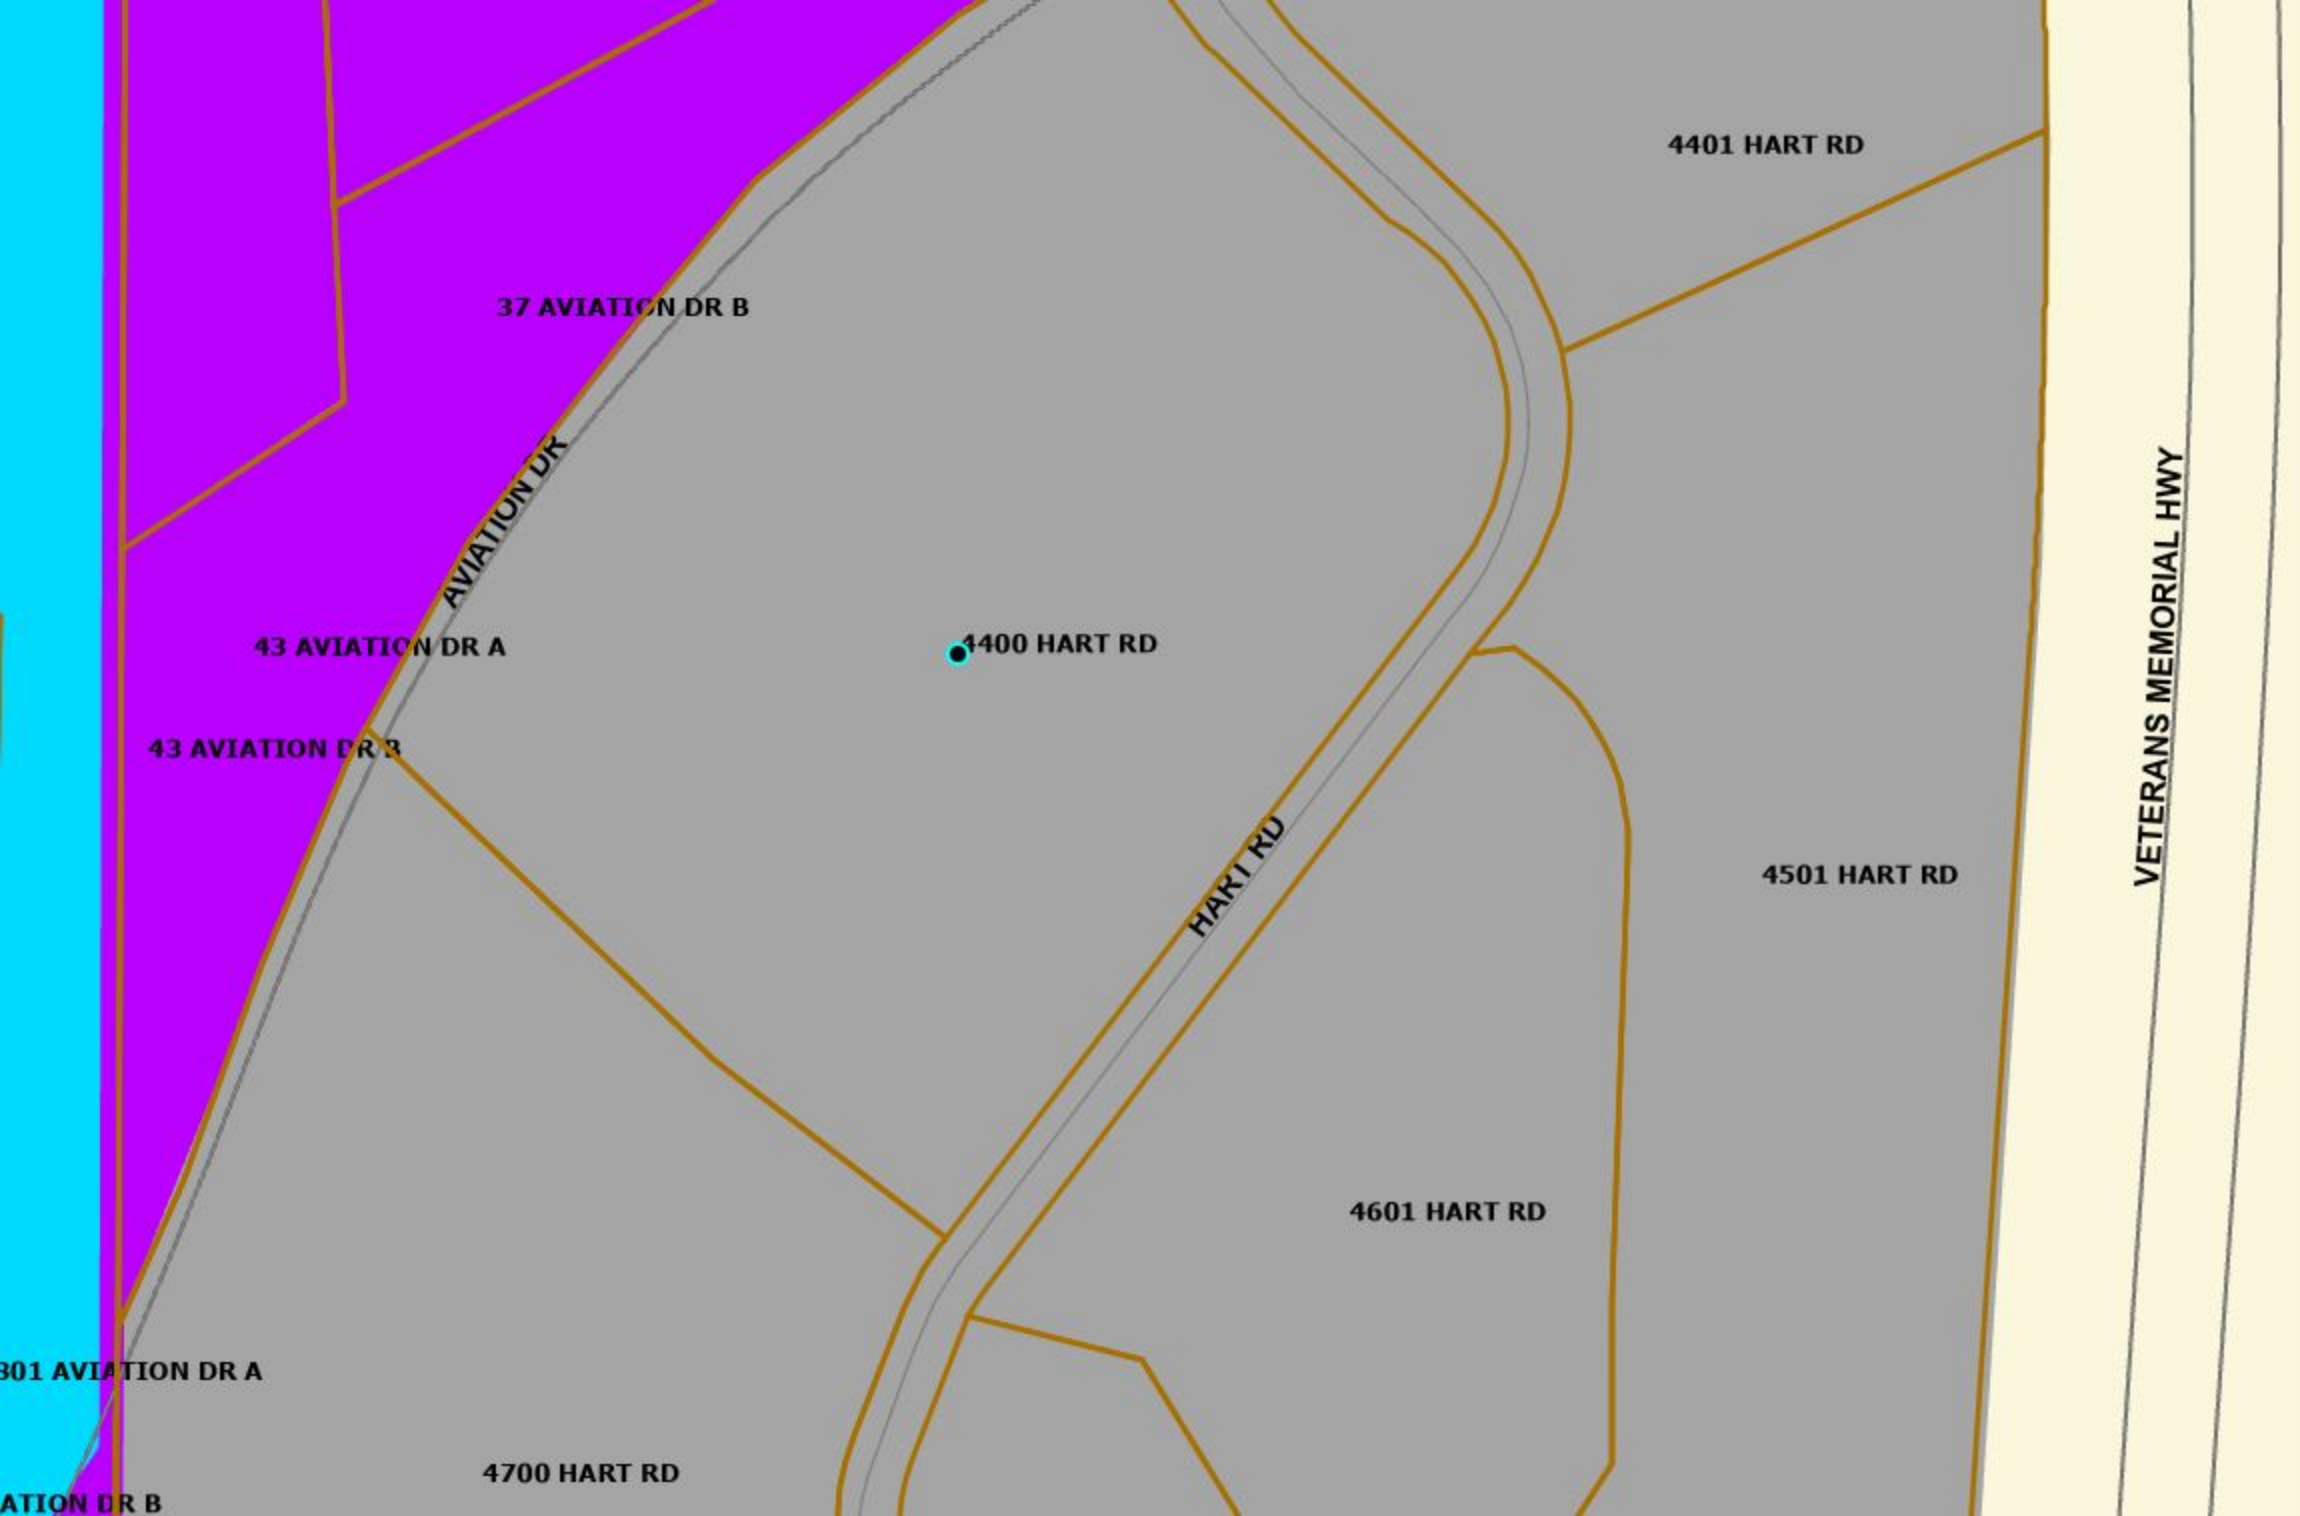 4401 HART RD
37 AVIATION DR B
AVIATION DR
VETERANS MEMORIAL HWY
43 AVIATION DR A
4400 HART RD
43 AVIATION DR B
HART RD
4501 HART RD
4601 HART RD
301 AVIATION DR A
4700 HART RD
DR B